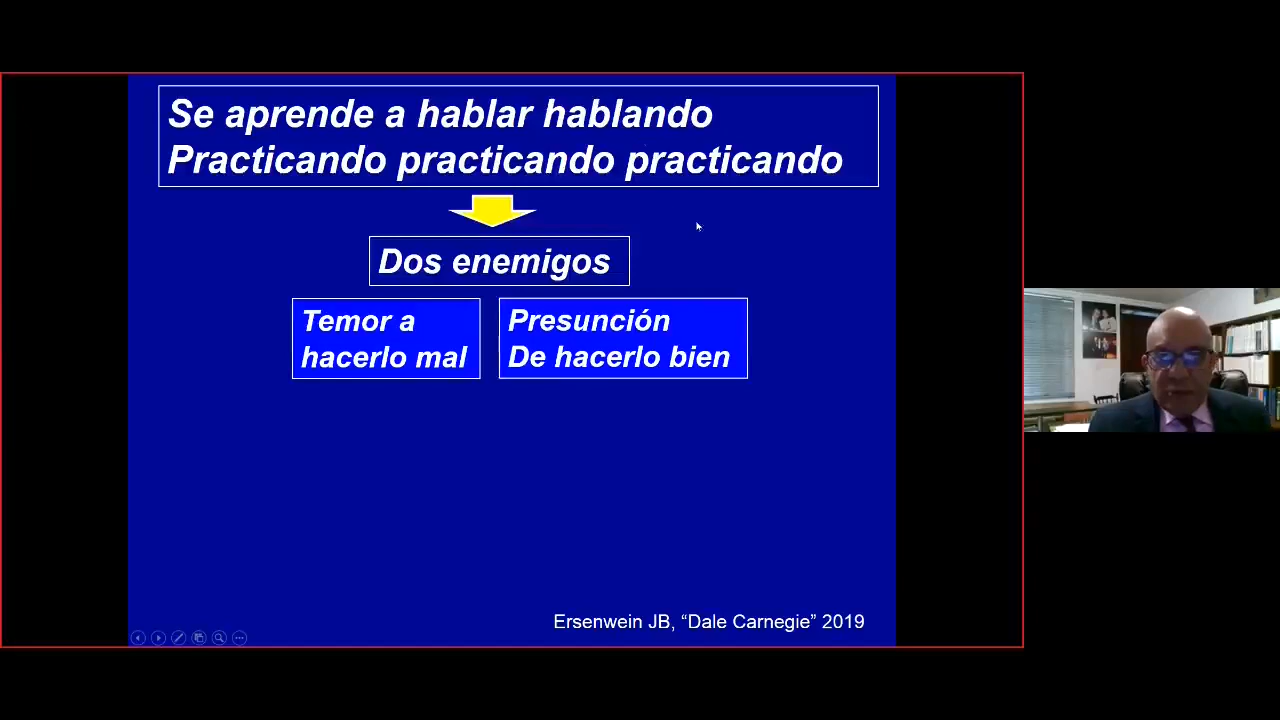 Se aprende a hablar hablando
Practicando practicando practicando
Dos enemigos
Temor a
hacerlo mal
Presunción
De hacerlo bien
Ersenwein JB, “Dale Carnegie” 2019